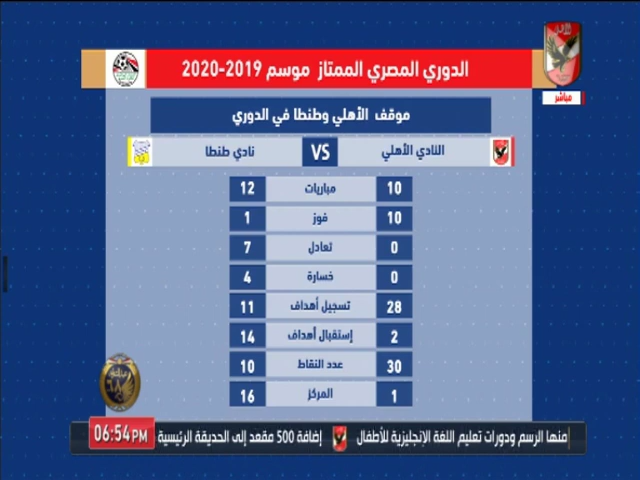 الدوري المصري الممتاز موسم 2019-2020
مباشر
موقف الأهلي وطنطا في الدوري
النادي الأهلي VS نادي طنطا
10 مباريات 12
10 فوز 1
0 تعادل 7
0 خسارة 4
28 تسجيل أهداف 11
2 إستقبال أهداف 14
30 عدد النقاط 10
1 المركز 16
منها الرسم ودورات تعليم اللغة الإنجليزية للأطفال إضافة 500 مقعد إلى الحديقة الرئيسية
06:54 PM